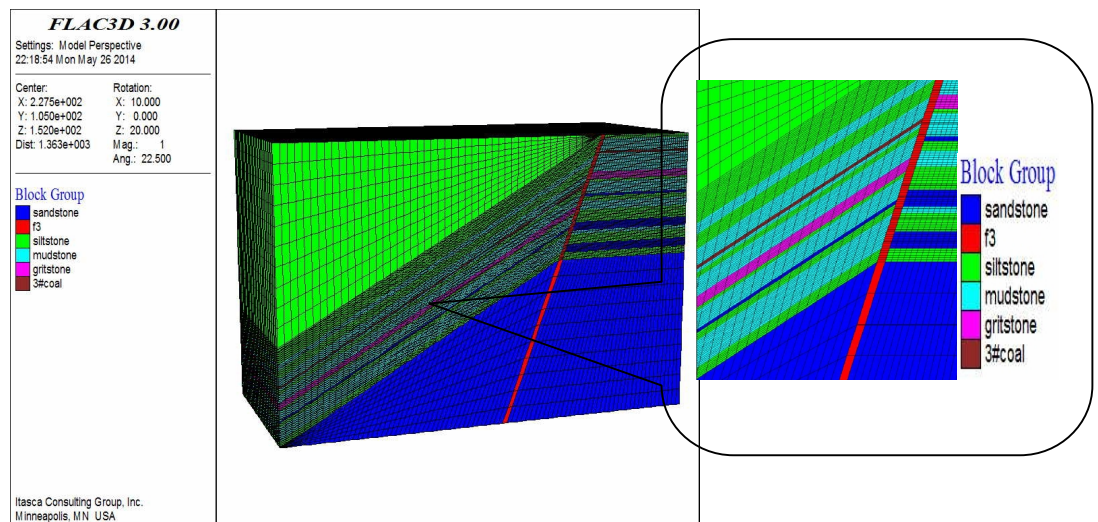 FLAC3D 3.00
Settings: Model Perspective
22:18:54 Mon May 26 2014
Center:
X: 2.275e+002
Y: 1.050e+002
Z: 1.520e+002
Dist: 1.363e+003
Rotation:
X: 10.000
Y: 0.000
Z: 20.000
Mag.: 1
Ang.: 22.500
Block Group
sandstone
f3
siltstone
mudstone
gritstone
3#coal
Itasca Consulting Group, Inc.
Minneapolis, MN USA
Block Group
sandstone
f3
siltstone
mudstone
gritstone
3#coal